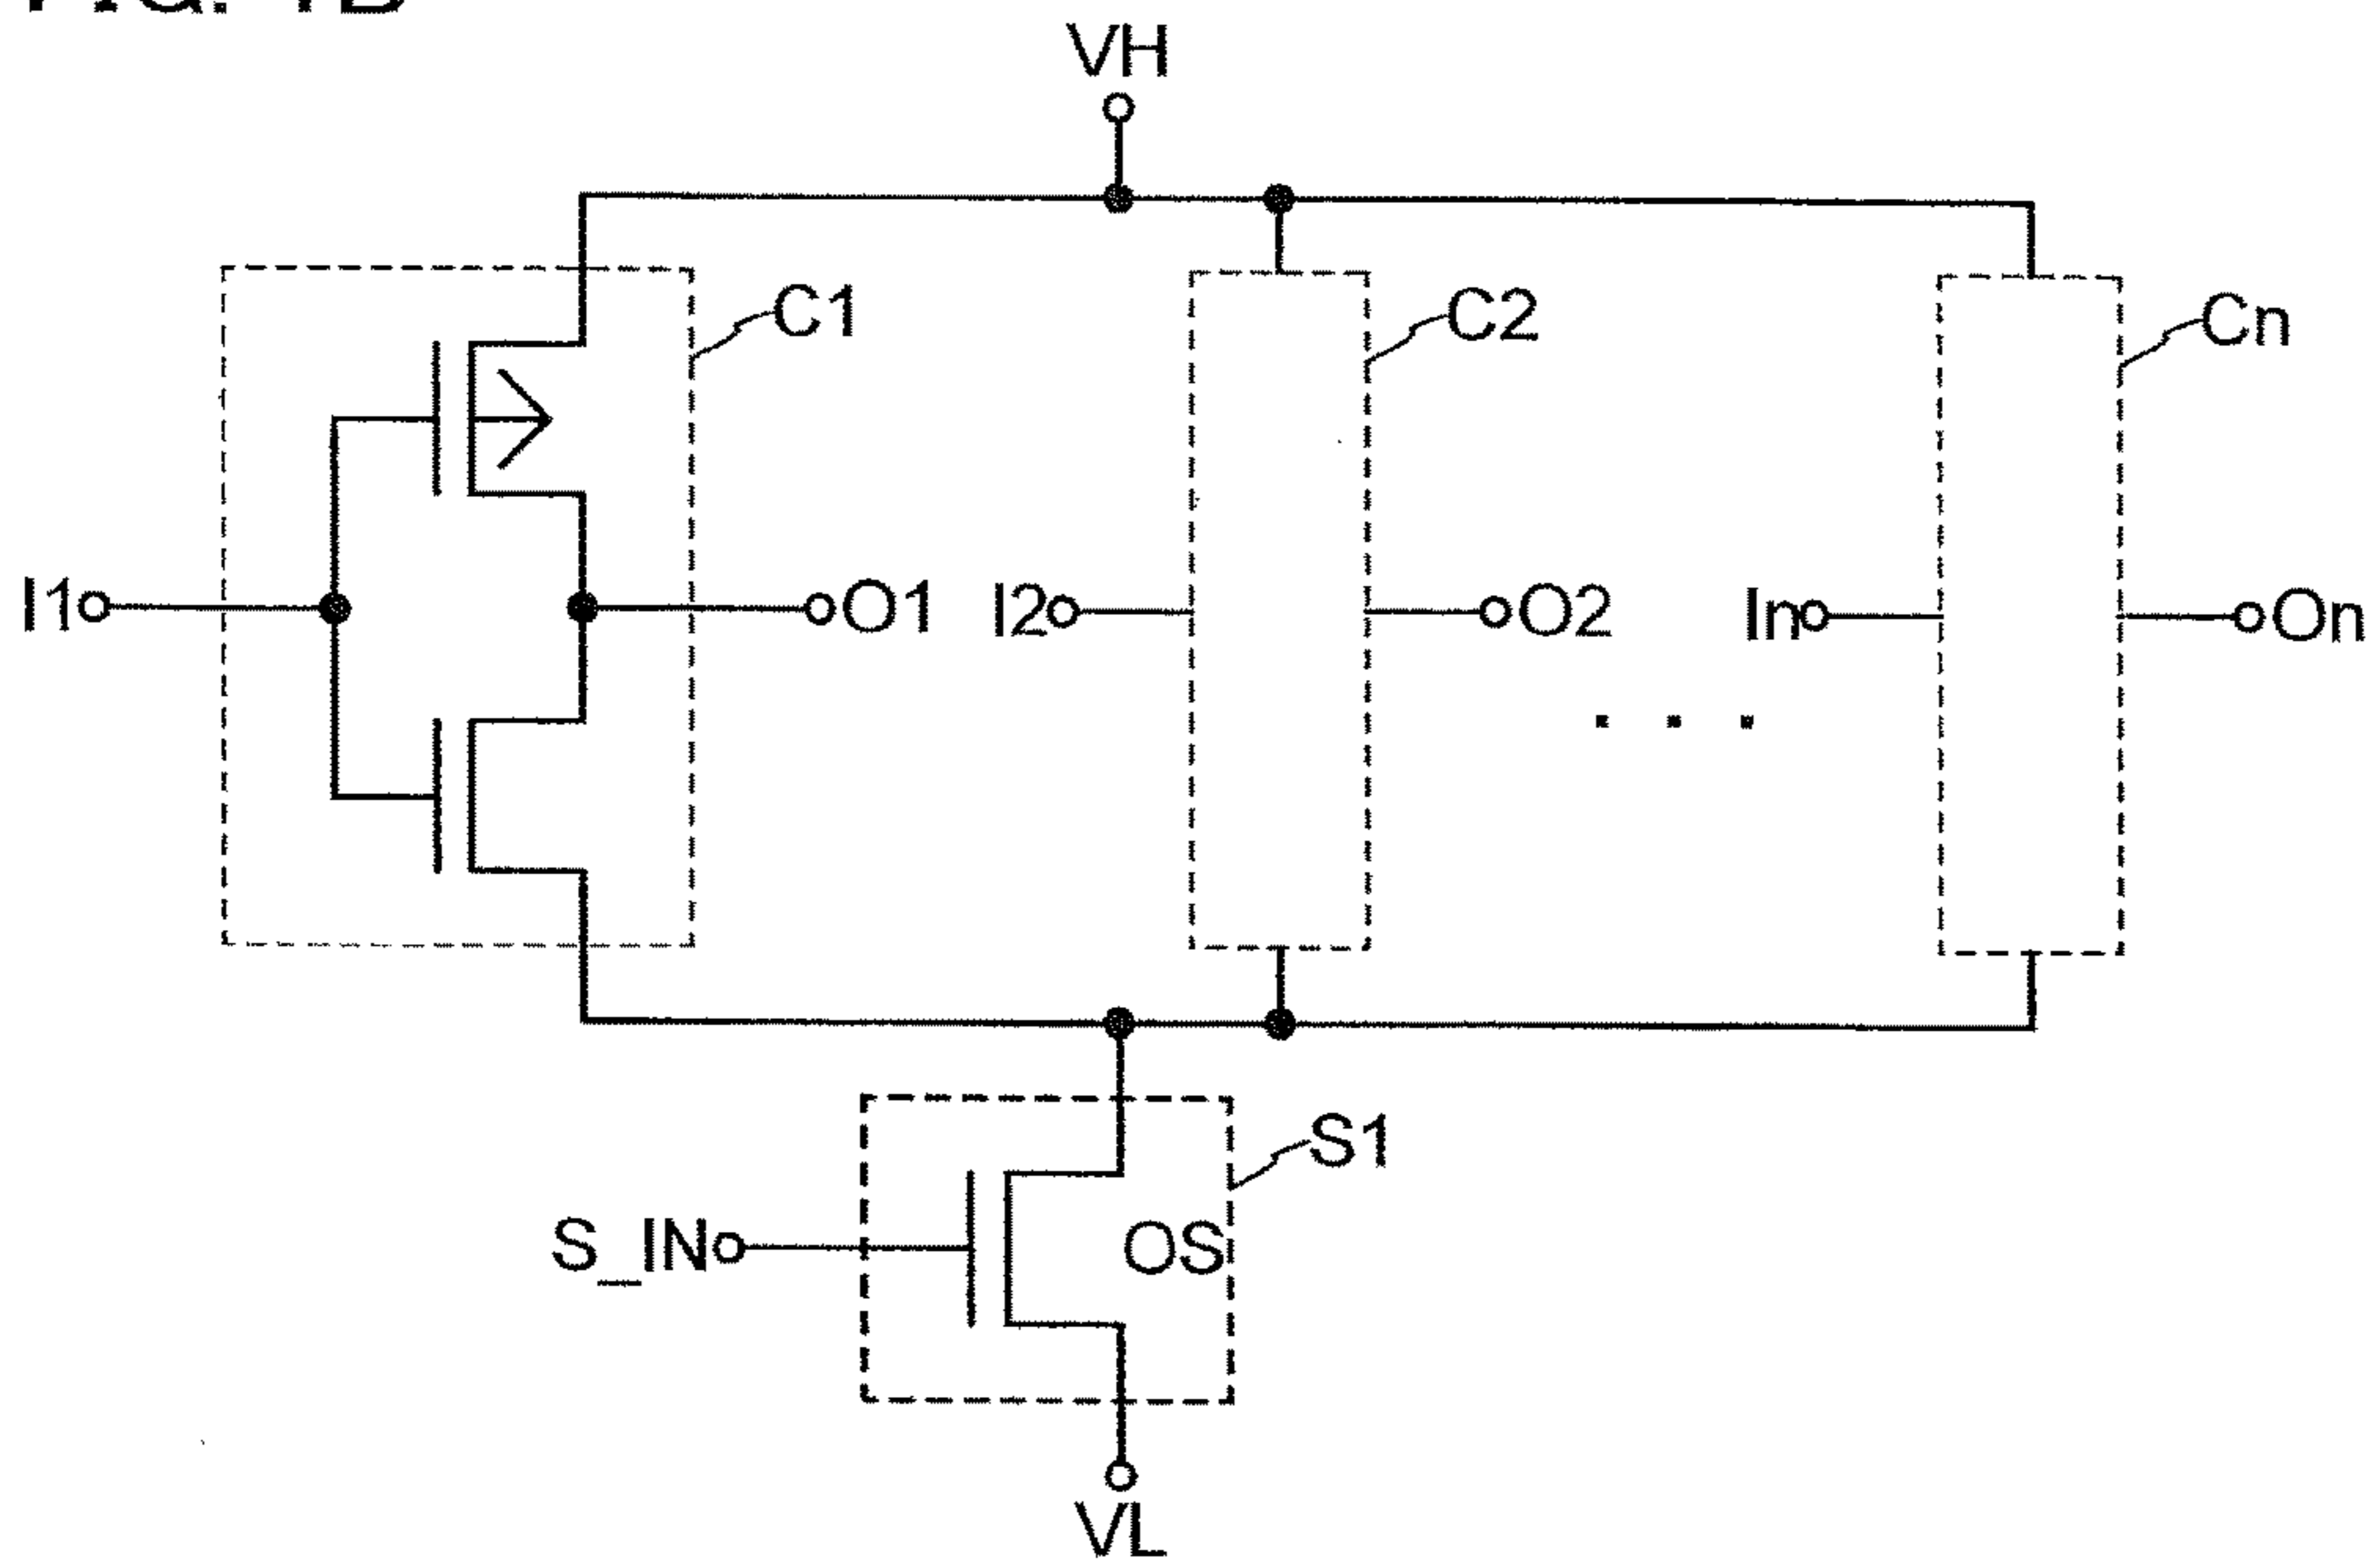 VH
C1
C2
Cn
I1
O1
I2
O2
In
On
. . .
S1
S_IN
OS
VL